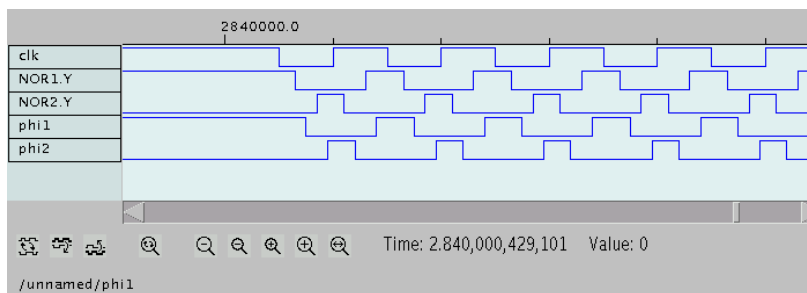 2840000.0
clk
NOR1.Y
NOR2.Y
phi1
phi2
Time: 2.840,000,429,101 Value: 0
/unnamed/phi1